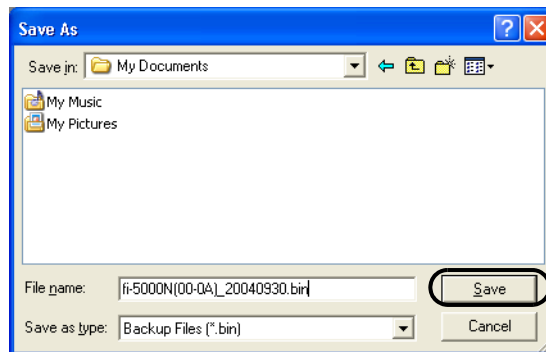 Save As
Save in: My Documents
My Music
My Pictures
File name: fi-5000N(00-0A)_20040930.bin Save
Save as type: Backup Files (*.bin) Cancel